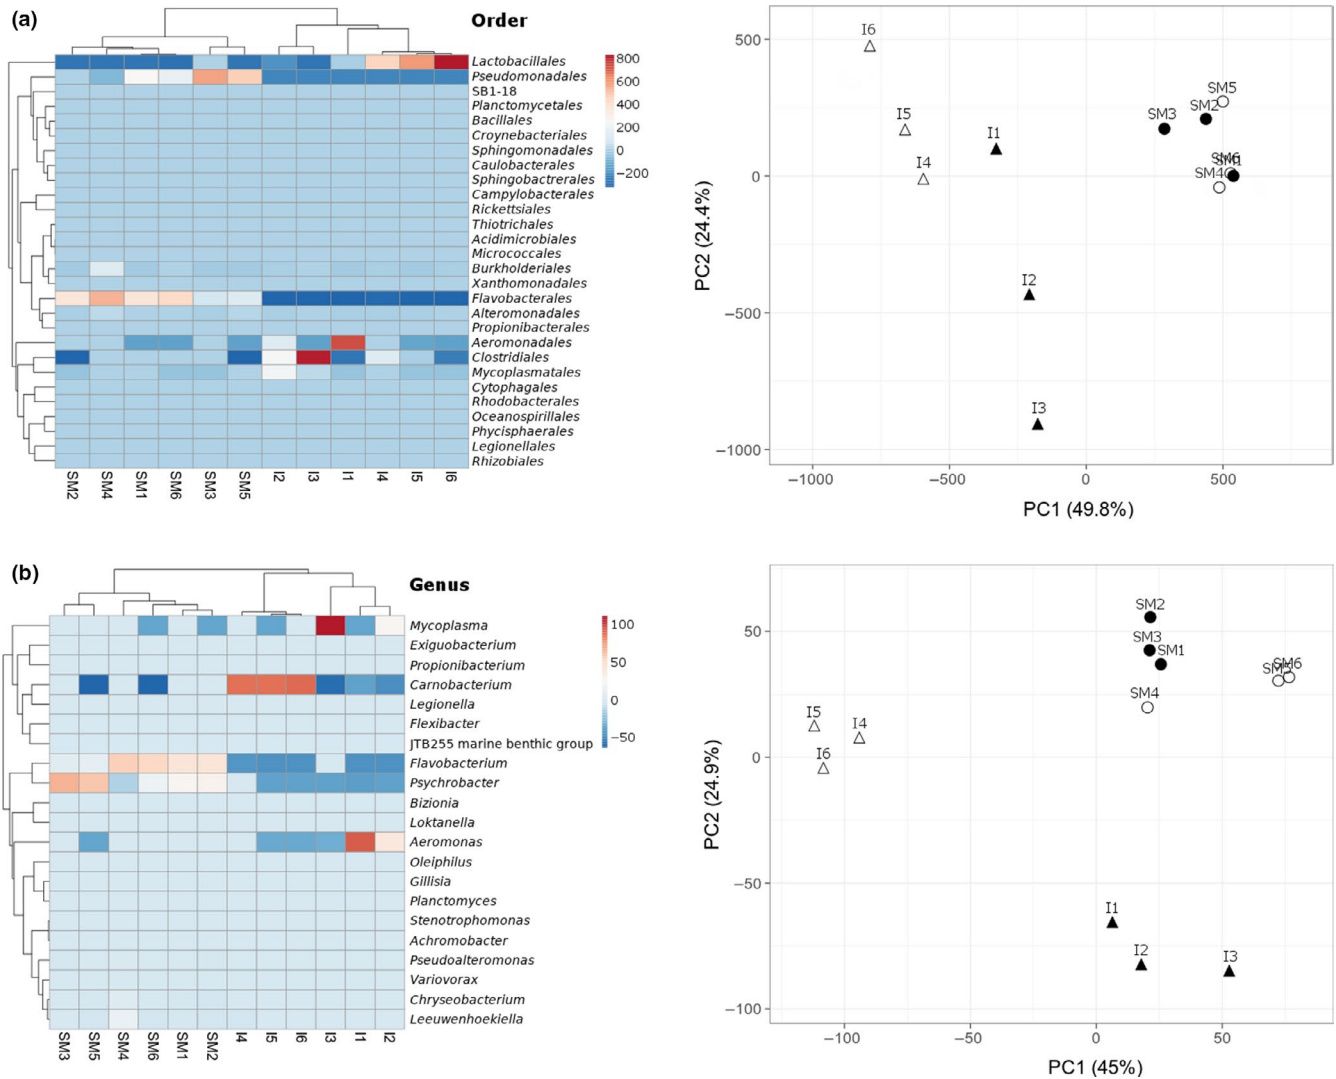 (a)
Order
Lactobacillales
Pseudomonadales
SB1-18
Planctomycetales
Bacillales
Croynebacteriales
Sphingomonadales
Caulobacterales
Sphingobactrerales
Campylobacterales
Rickettsiales
Thiotrichales
Acidimicrobiales
Micrococcales
Burkholderiales
Xanthomonadales
Flavobacterales
Alteromonadales
Propionibacterales
Aeromonadales
Clostridiales
Mycoplasmatales
Cytophagales
Rhodobacterales
Oceanospirillales
Phycisphaerales
Legionellales
Rhizobiales
800
600
400
200
0
−200
SM2 SM4 SM1 SM6 SM3 SM5 I2 I3 I1 I4 I5 I6
500
0
−500
−1000
PC2 (24.4%)
I6
I5
I4
I1
I2
I3
SM5
SM2
SM3
SM6
SM1
SM4
−1000 −500 0 500
PC1 (49.8%)
(b)
Genus
Mycoplasma
Exiguobacterium
Propionibacterium
Carnobacterium
Legionella
Flexibacter
JTB255 marine benthic group
Flavobacterium
Psychrobacter
Bizionia
Loktanella
Aeromonas
Oleiphilus
Gillisia
Planctomyces
Stenotrophomonas
Achromobacter
Pseudoalteromonas
Variovorax
Chryseobacterium
Leeuwenhoekiella
100
50
0
−50
SM3 SM5 SM4 SM6 SM1 SM2 I4 I5 I6 I3 I1 I2
50
0
−50
−100
PC2 (24.9%)
SM2
SM3
SM1
SM6
SM5
SM4
I5
I4
I6
I1
I2
I3
−100 −50 0 50
PC1 (45%)